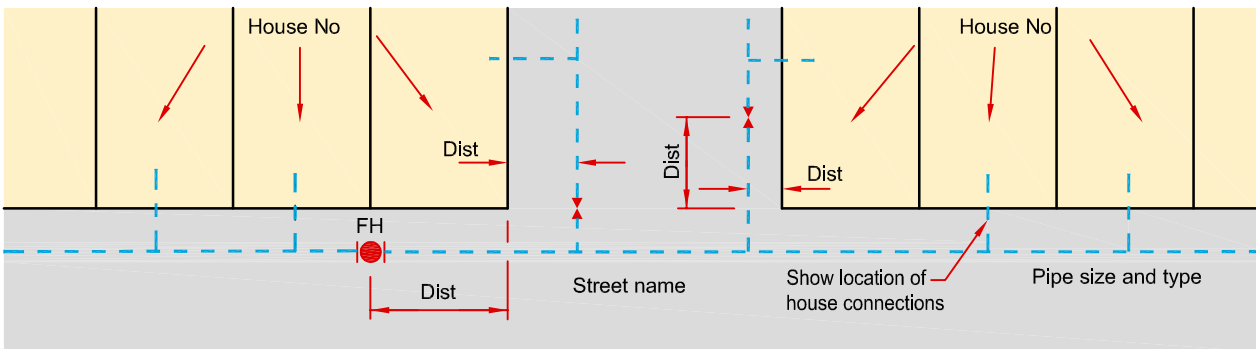 House No
House No
Dist
Dist
Dist
FH
Dist
Street name
Show location of
house connections
Pipe size and type